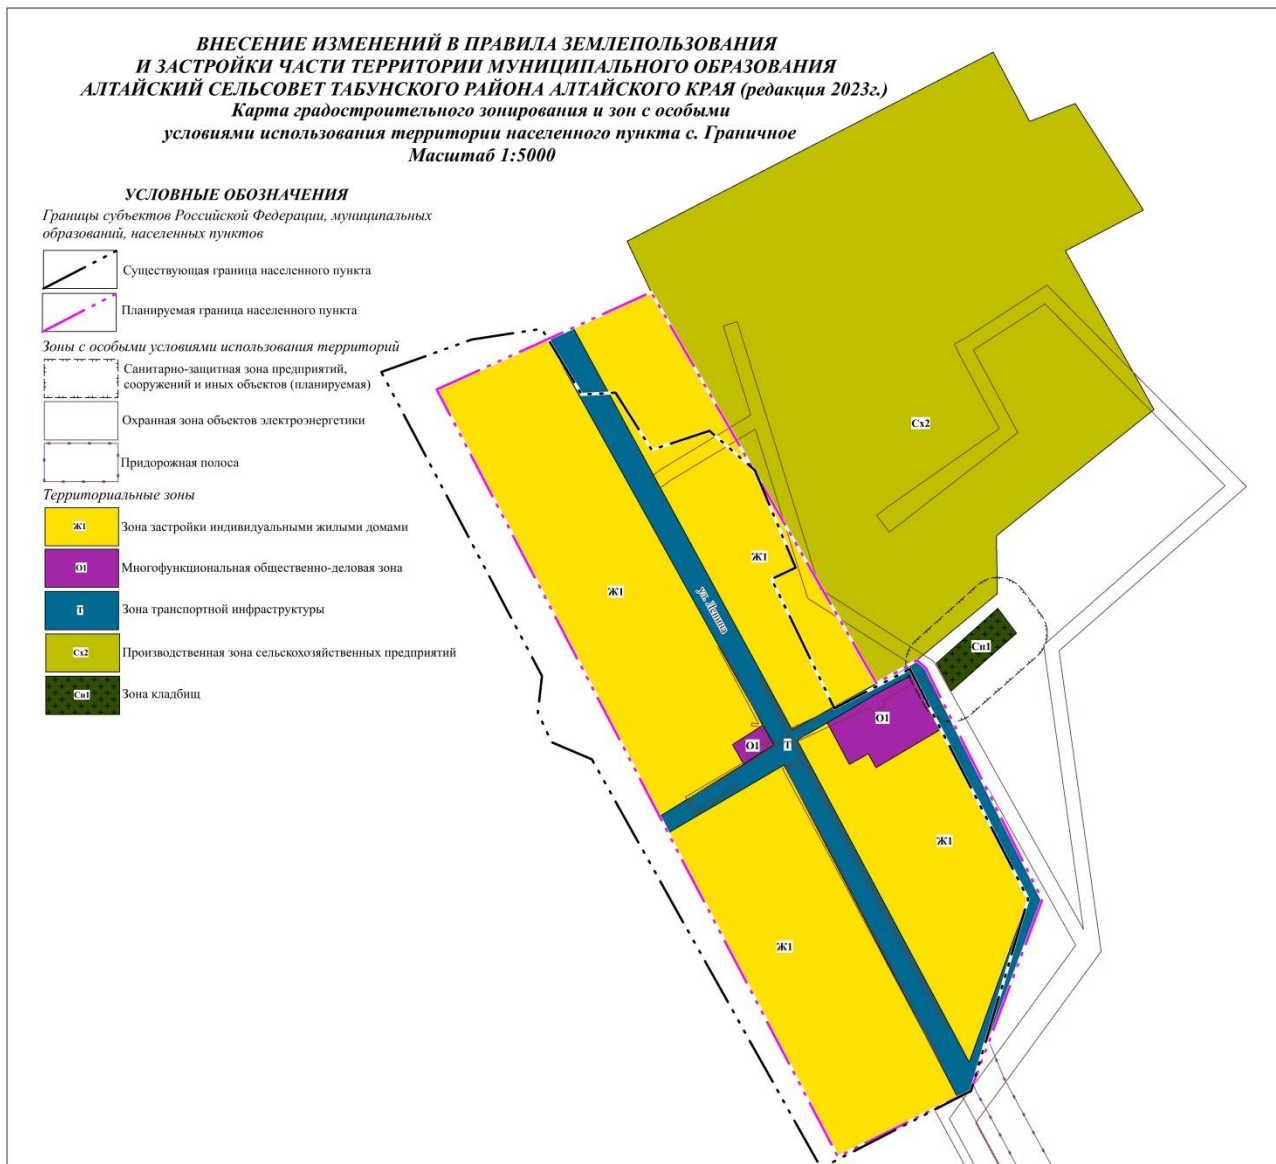 ВНЕСЕНИЕ ИЗМЕНЕНИЙ В ПРАВИЛА ЗЕМЛЕПОЛЬЗОВАНИЯ
И ЗАСТРОЙКИ ЧАСТИ ТЕРРИТОРИИ МУНИЦИПАЛЬНОГО ОБРАЗОВАНИЯ
АЛТАЙСКИЙ СЕЛЬСОВЕТ ТАБУНСКОГО РАЙОНА АЛТАЙСКОГО КРАЯ (редакция 2023г.)
Карта градостроительного зонирования и зон с особыми
условиями использования территории населенного пункта с. Граничное
Масштаб 1:5000
УСЛОВНЫЕ ОБОЗНАЧЕНИЯ
Границы субъектов Российской Федерации, муниципальных
образований, населенных пунктов
Существующая граница населенного пункта
Планируемая граница населенного пункта
Зоны с особыми условиями использования территорий
Санитарно-защитная зона предприятий,
сооружений и иных объектов (планируемая)
Охранная зона объектов электроэнергетики
Придорожная полоса
Территориальные зоны
Ж1 Зона застройки индивидуальными жилыми домами
О1 Многофункциональная общественно-деловая зона
Т Зона транспортной инфраструктуры
Сх2 Производственная зона сельскохозяйственных предприятий
Сп1 Зона кладбищ
Сх2
Ж1
Ж1
ул. Ленина
Сп1
О1
О1
Т
Ж1
Ж1